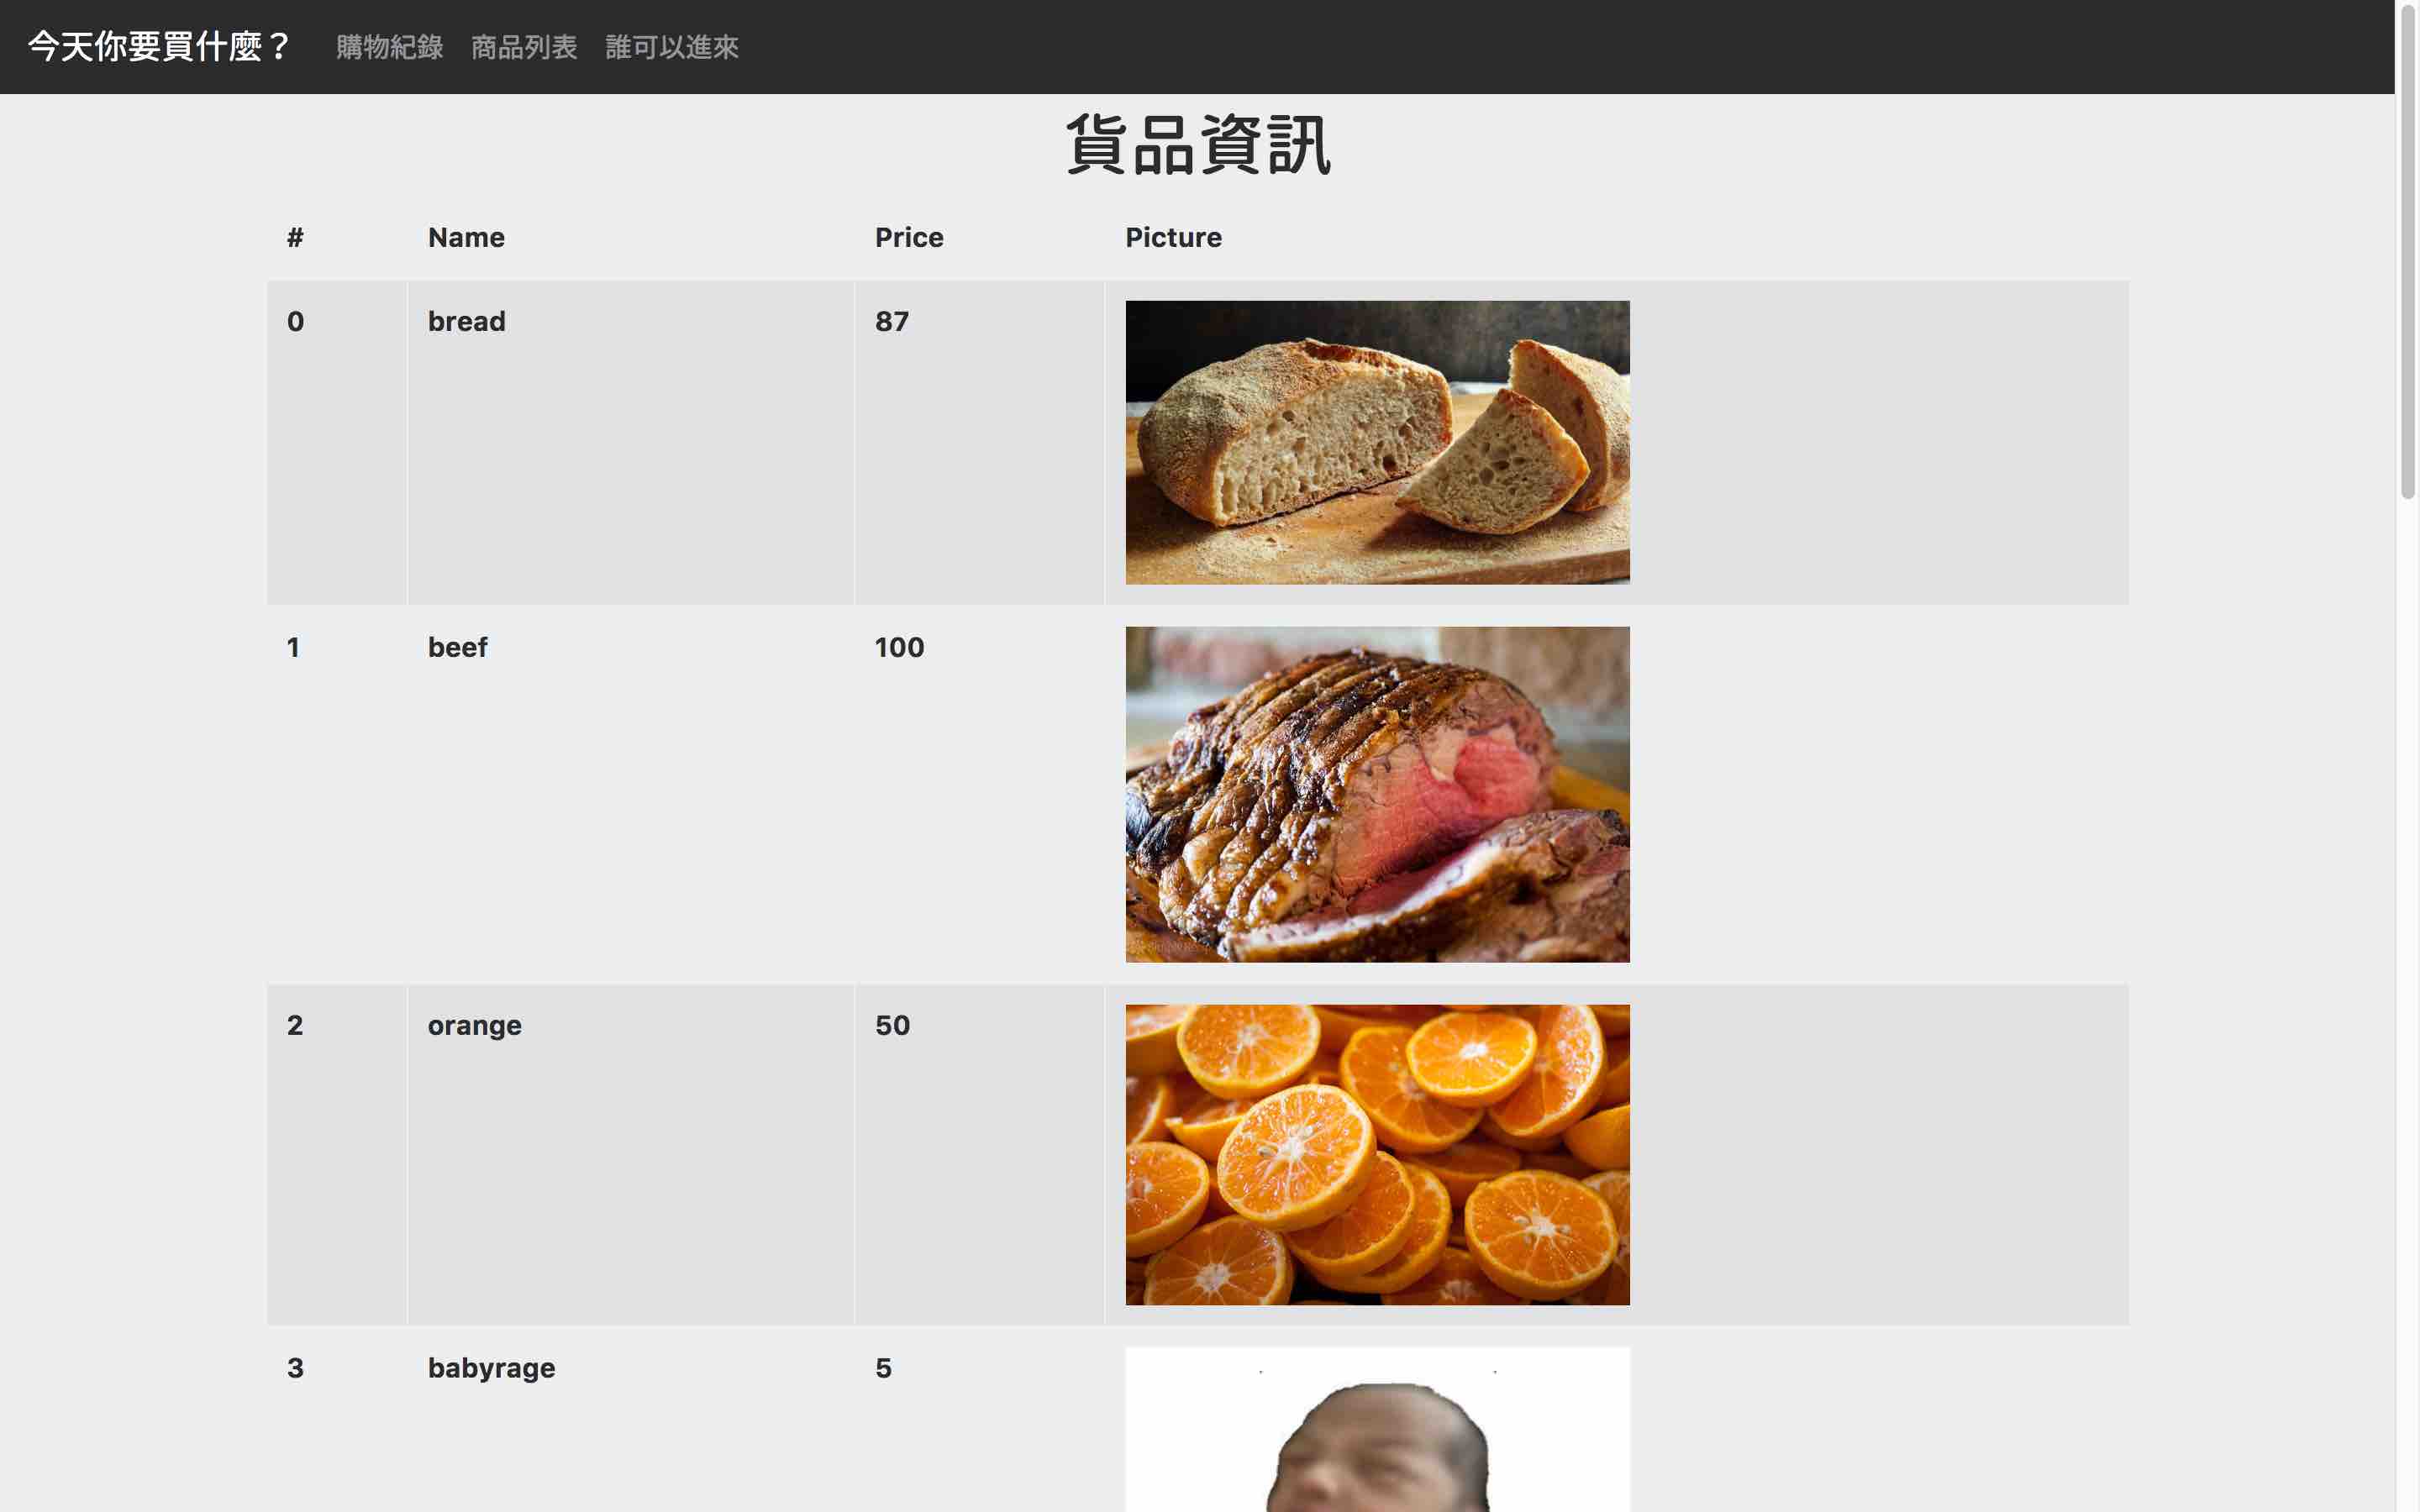 今天你要買什麼？ 購物紀錄 商品列表 誰可以進來
貨品資訊
# Name Price Picture
0 bread 87
1 beef 100
2 orange 50
3 babyrage 5